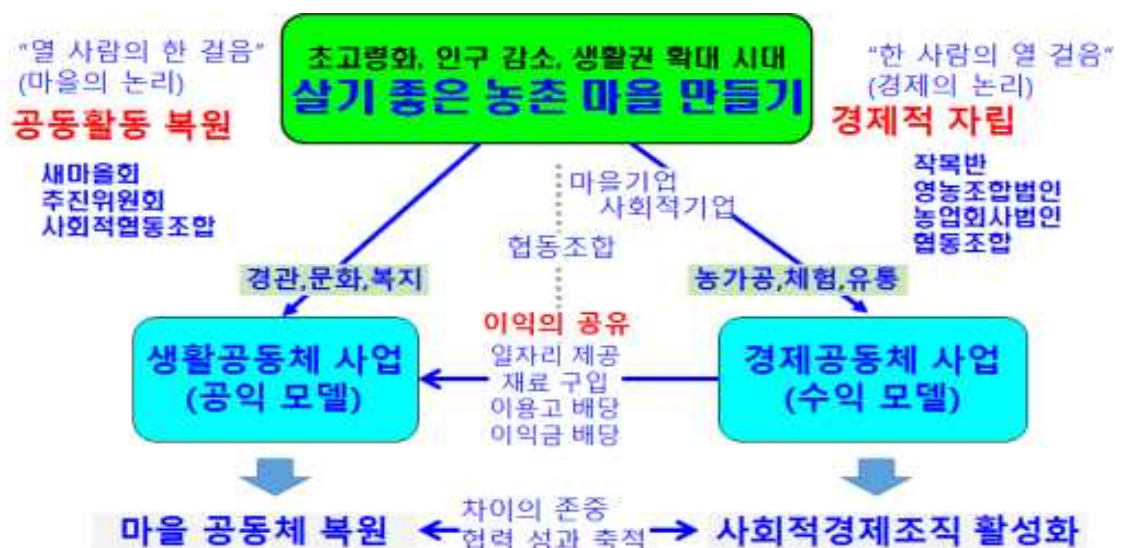 초고령화, 인구 감소, 생활권 확대 시대
살기 좋은 농촌 마을 만들기
“열 사람의 한 걸음”
(마을의 논리)
공동활동 복원
새마을회
추진위원회
사회적협동조합
“한 사람의 열 걸음”
(경제의 논리)
경제적 자립
작목반
영농조합법인
농업회사법인
협동조합
마을기업
사회적기업
협동조합
경관,문화,복지
농가공,체험,유통
생활공동체 사업
(공익 모델)
이익의 공유
일자리 제공
재료 구입
이용고 배당
이익금 배당
경제공동체 사업
(수익 모델)
마을 공동체 복원
차이의 존중
협력 성과 축적
사회적경제조직 활성화